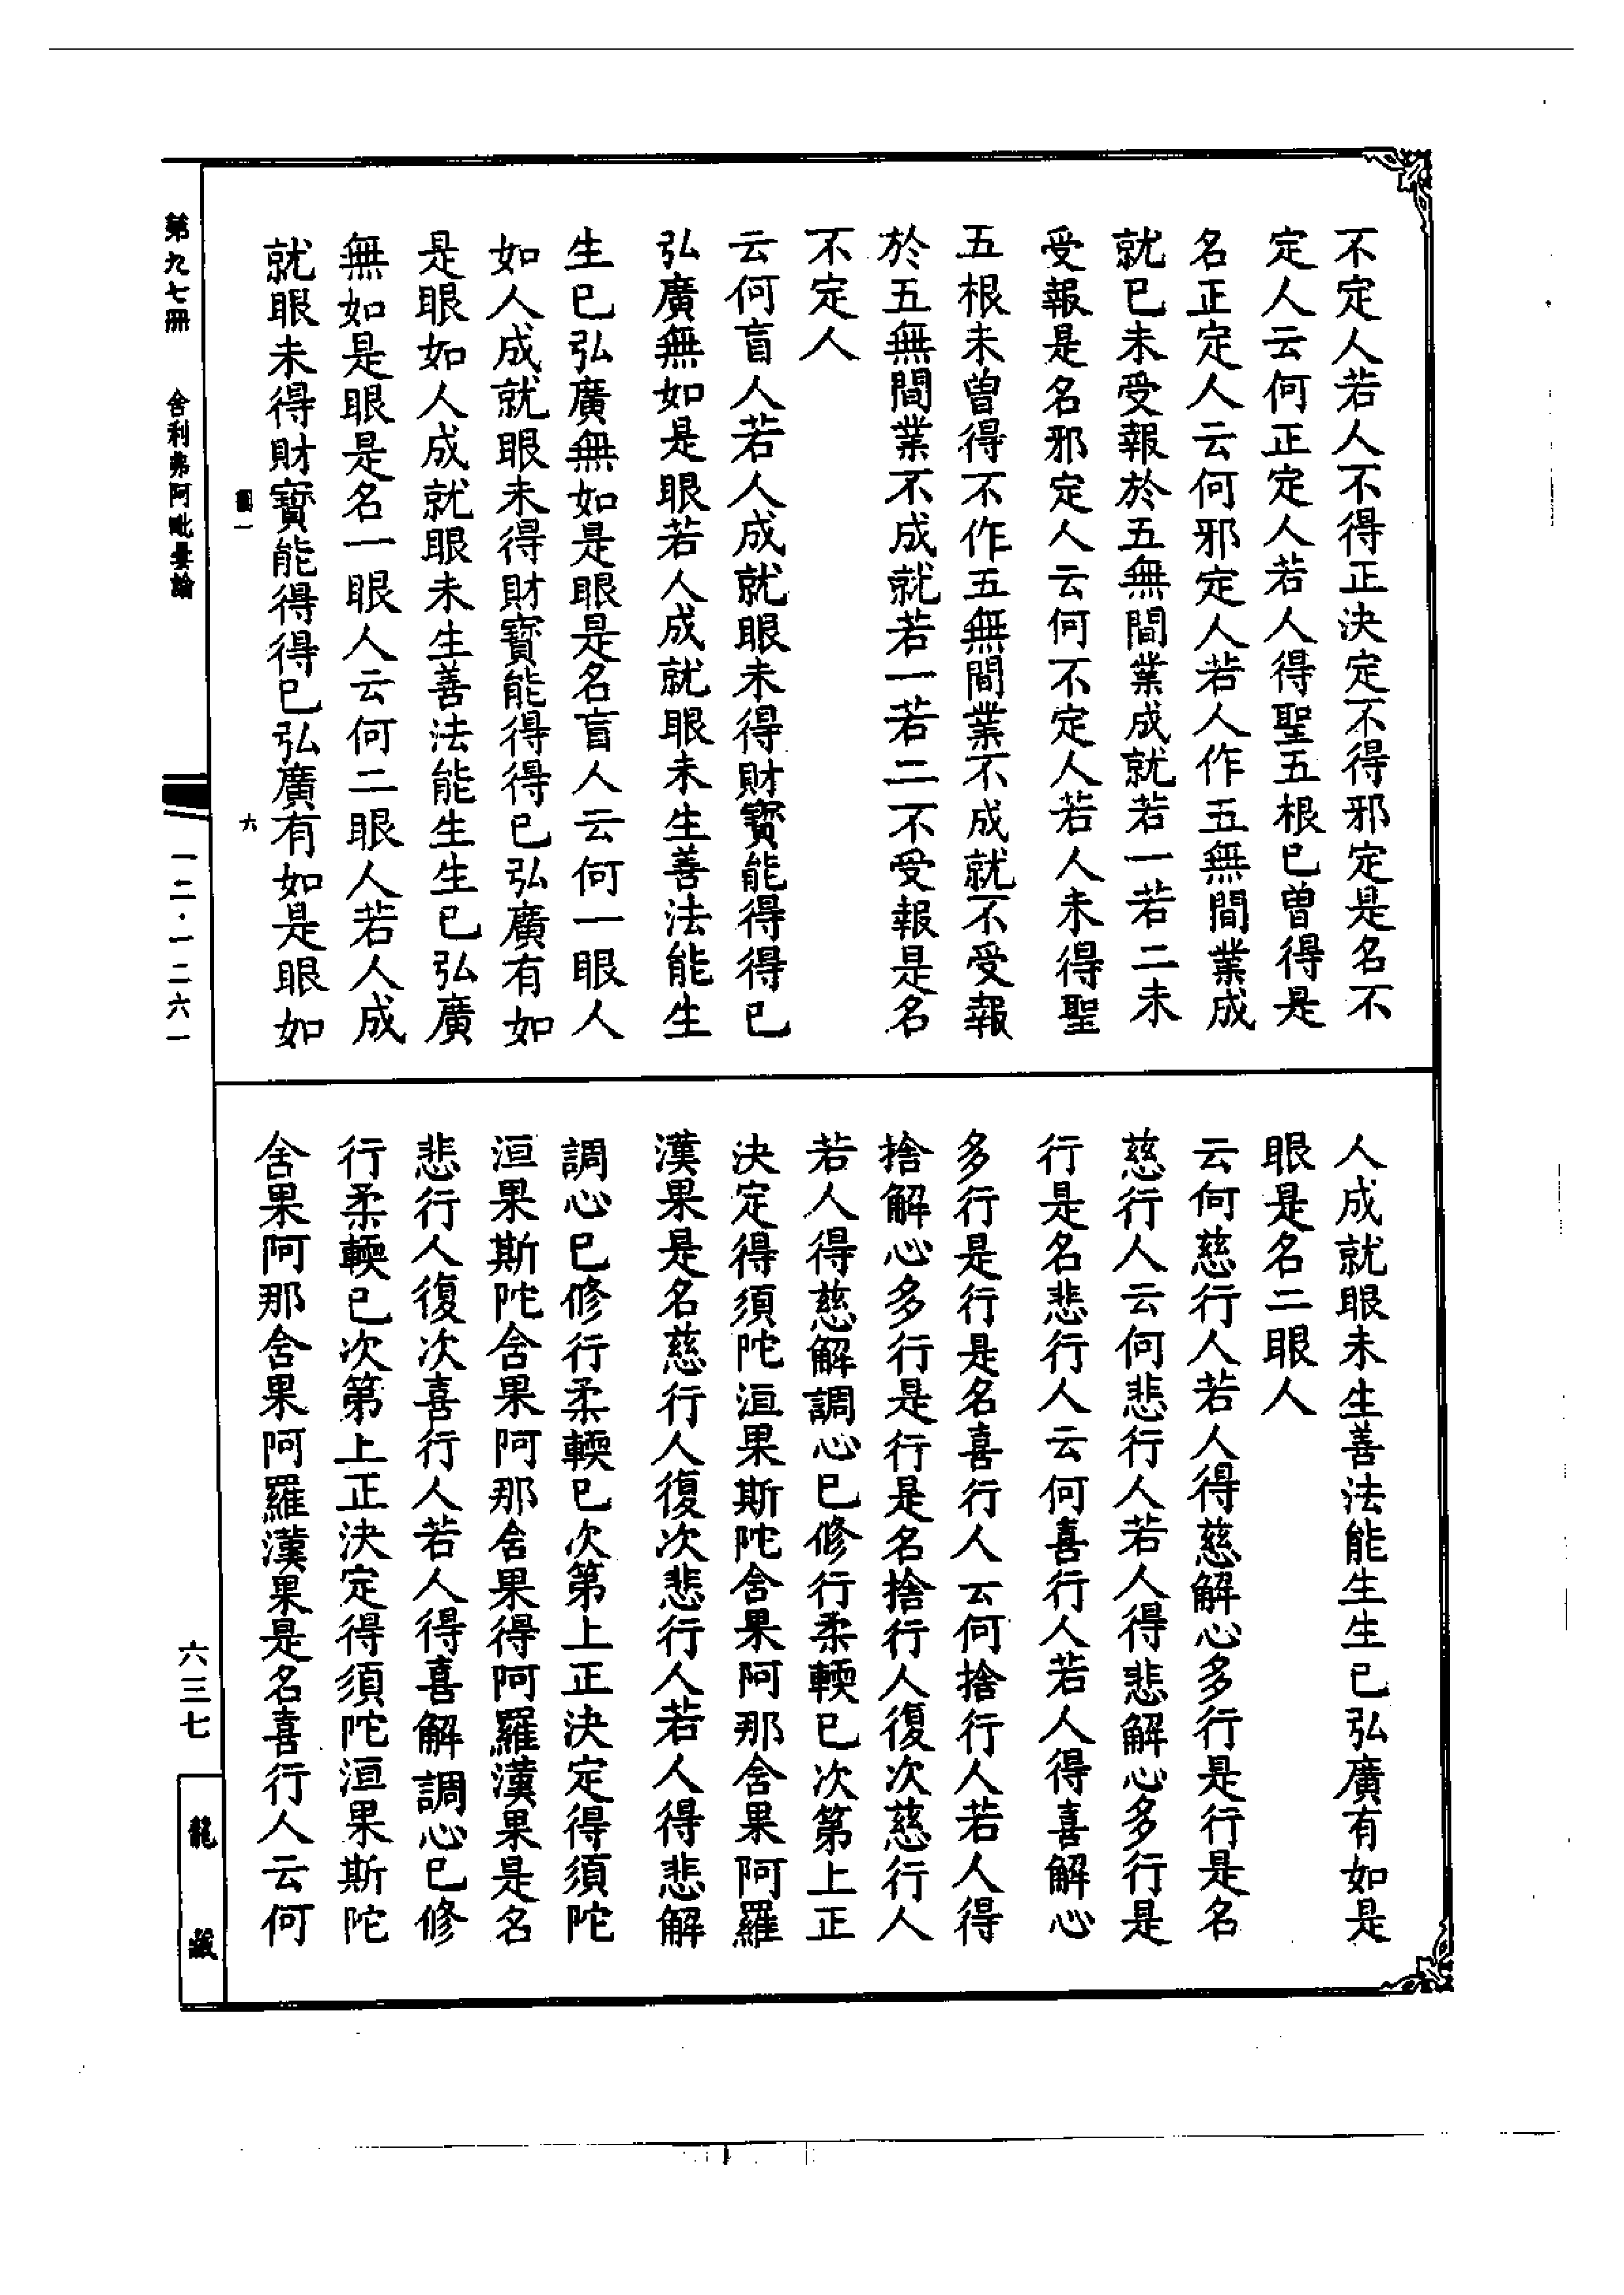 不定人若人不得正決定不得邪定是名不
定人云何正定人若人得聖五根已曾得是
名正定人云何邪定人若人作五無間業成
就已未受報於五無間業成就若一若二未
受報是名邪定人云何不定人若人未得聖
五根未曾得不作五無間業不成就不受報
於五無間業不成就若一若二不受報是名
不定人
云何盲人若人成就眼未得財寶能得得已
弘廣無如是眼若人成就眼未生善法能生
生已弘廣無如是眼是名盲人云何一眼人
如人成就眼未得財寶能得得已弘廣有如
是眼如人成就眼未生善法能生生已弘廣
無如是眼是名一眼人云何二眼人若人成
就眼未得財寶能得得已弘廣有如是眼如
人成就眼未生善法能生生已弘廣有如是
眼是名二眼人
云何慈行人若人得慈解心多行是行是名
慈行人云何悲行人若人得悲解心多行是
行是名悲行人云何喜行人若人得喜解心
多行是行是名喜行人云何捨行人若人得
捨解心多行是行是名捨行人復次慈行人
若人得慈解調心已修行柔輭已次第上正
決定得須陀洹果斯陀舍果阿那舍果阿羅
漢果是名慈行人復次悲行人若人得悲解
調心已修行柔輭已次第上正決定得須陀
洹果斯陀舍果阿那舍果得阿羅漢果是名
悲行人復次喜行人若人得喜解調心已修
行柔輭已次第上正決定得須陀洹果斯陀
舍果阿那舍果阿羅漢果是名喜行人云何
第九七冊 舍利弗阿毗曇論
六
一二·一二六一
六三七
龍藏